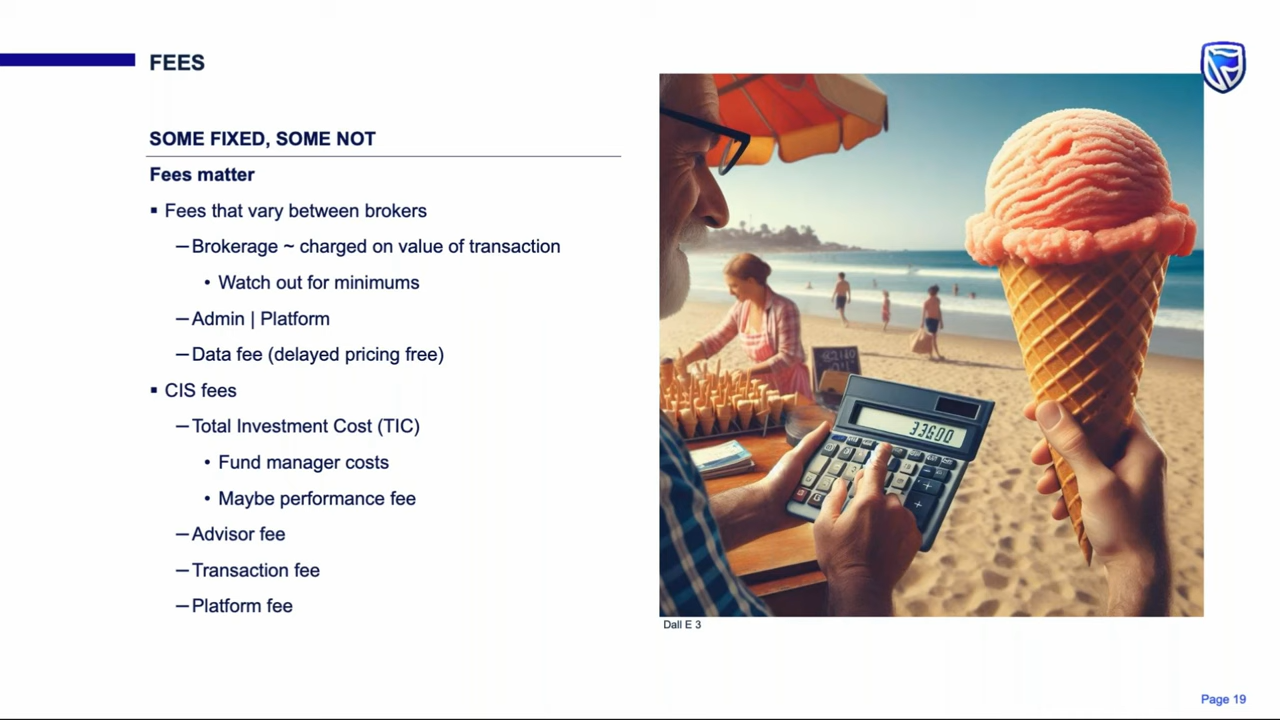 FEES
SOME FIXED, SOME NOT
Fees matter
▪ Fees that vary between brokers
– Brokerage ~ charged on value of transaction
• Watch out for minimums
– Admin | Platform
– Data fee (delayed pricing free)
▪ CIS fees
– Total Investment Cost (TIC)
• Fund manager costs
• Maybe performance fee
– Advisor fee
– Transaction fee
– Platform fee
Dall E 3
Page 19